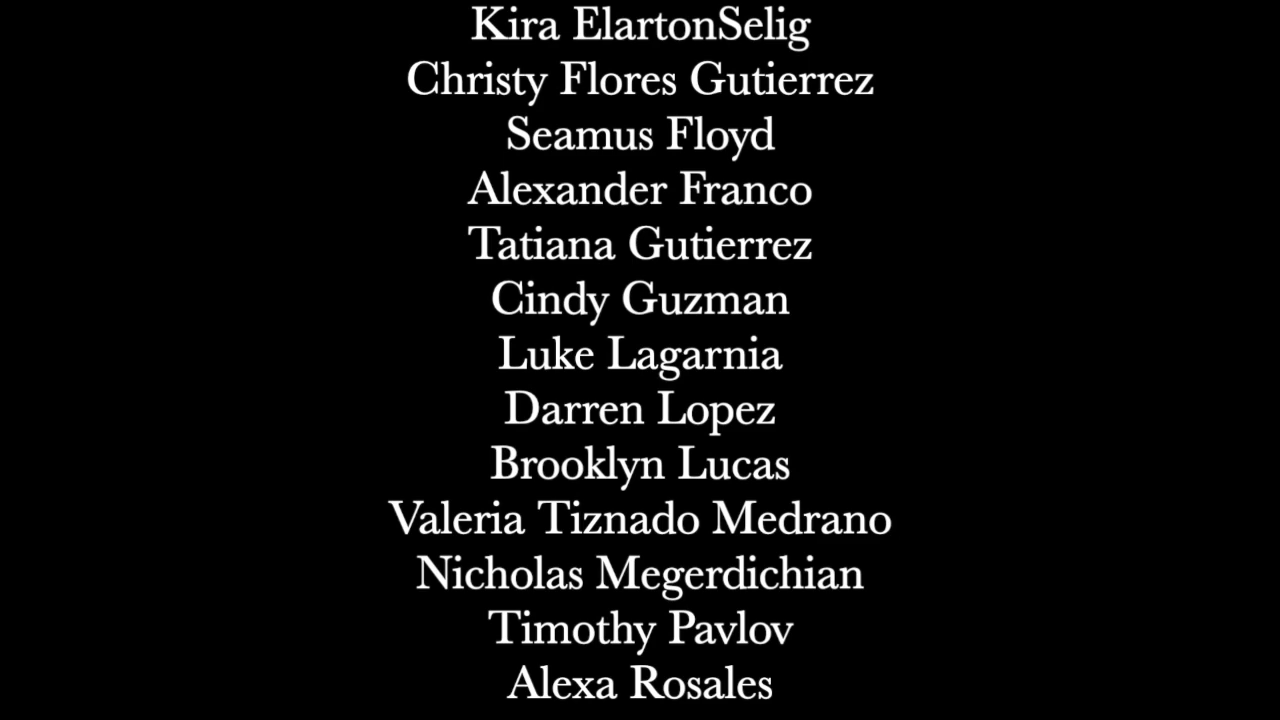 Kira ElartonSelig
Christy Flores Gutierrez
Seamus Floyd
Alexander Franco
Tatiana Gutierrez
Cindy Guzman
Luke Lagarnia
Darren Lopez
Brooklyn Lucas
Valeria Tiznado Medrano
Nicholas Megerdichian
Timothy Pavlov
Alexa Rosales